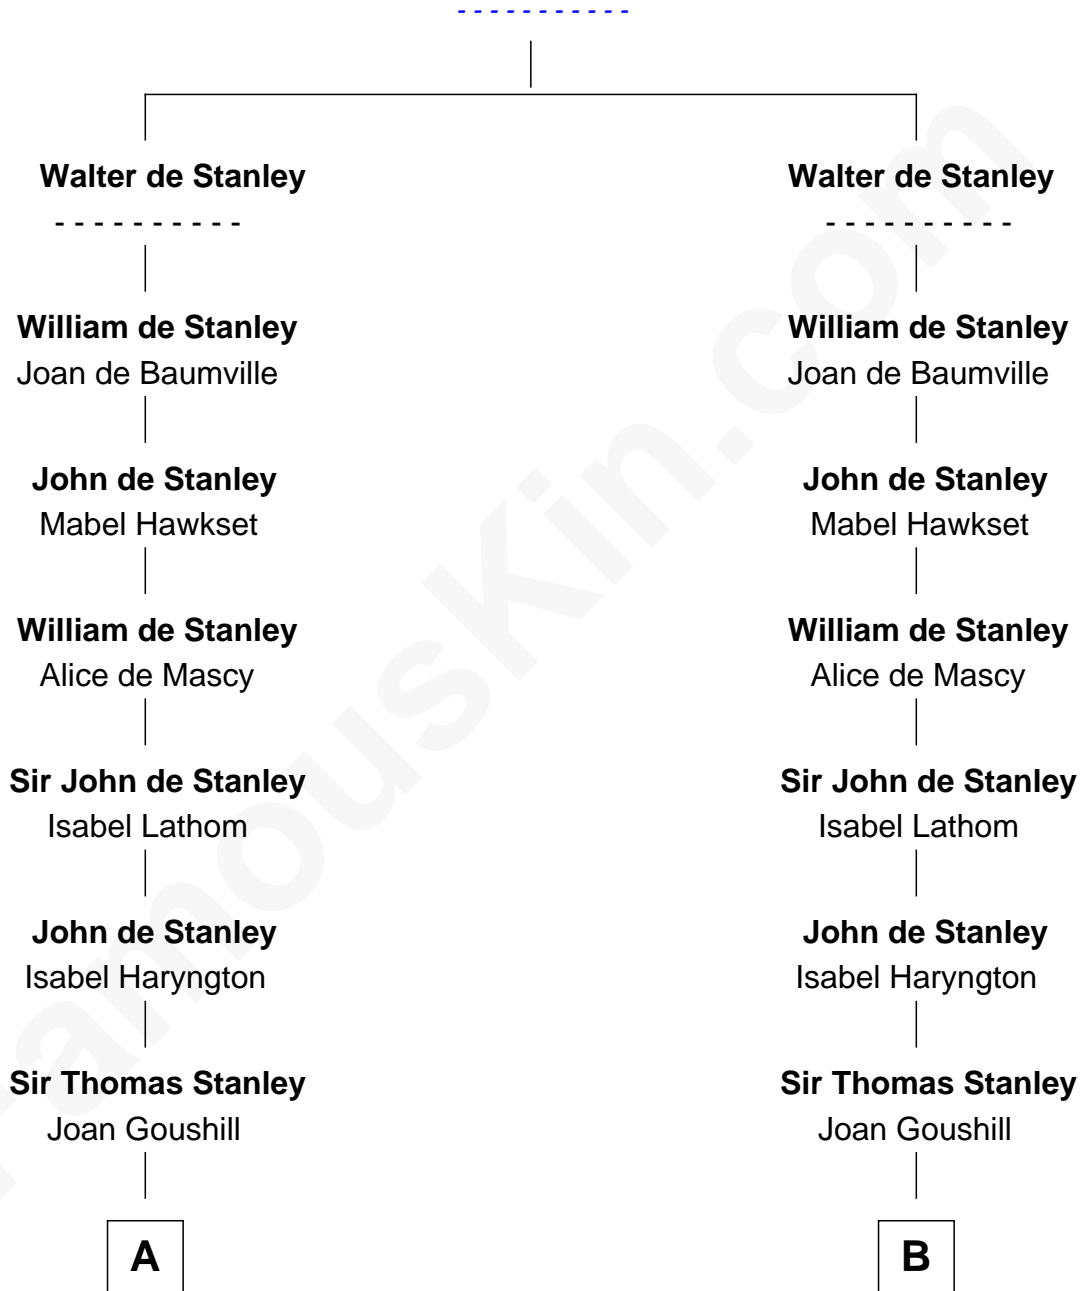 - - - - - - - - - - -
Walter de Stanley Walter de Stanley
- - - - - - - - - - - - - - - - - - - -
William de Stanley William de Stanley
Joan de Baumville Joan de Baumville
John de Stanley John de Stanley
Mabel Hawkset Mabel Hawkset
William de Stanley William de Stanley
Alice de Mascy Alice de Mascy
Sir John de Stanley Sir John de Stanley
Isabel Lathom Isabel Lathom
John de Stanley John de Stanley
Isabel Haryngton Isabel Haryngton
Sir Thomas Stanley Sir Thomas Stanley
Joan Goushill Joan Goushill
A B
FamousKin.com